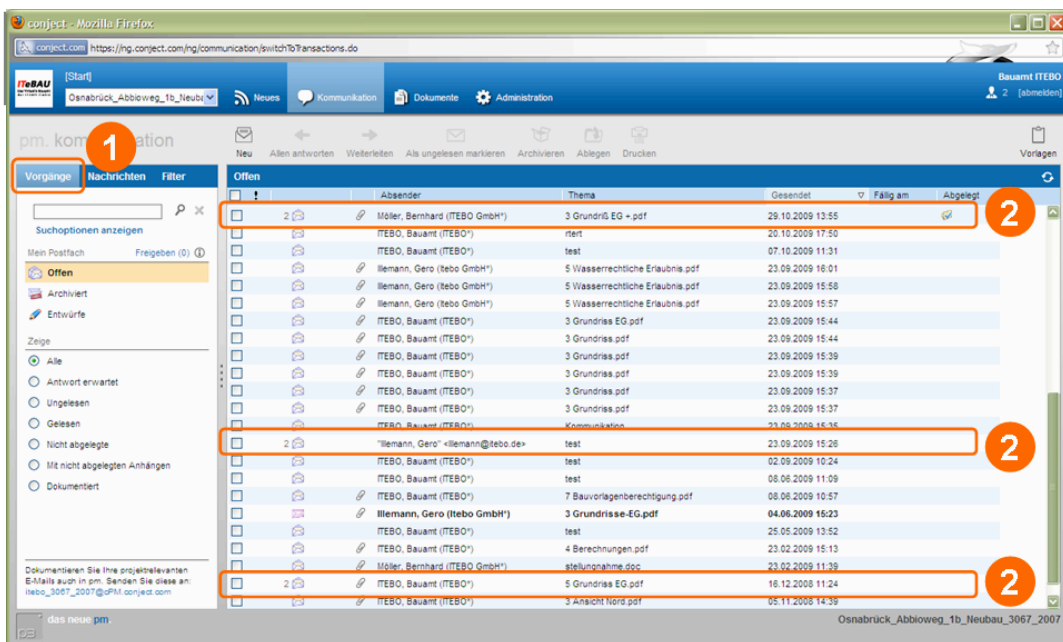 conject - Mozilla Firefox
conject.com https://ng.conject.com/ng/communication/switchToTransactions.do
ITeBAU
[Start]
Osnabrück_Abbioweg_1b_Neuba
Neues Kommunikation Dokumente Administration
Bauamt ITEBO
2 [abmelden]
pm. kom ation
1
Neu Allen antworten Weiterleiten Als ungelesen markieren Archivieren Ablegen Drucken Vorlagen
Vorgänge Nachrichten Filter
Suchoptionen anzeigen
Mein Postfach Freigeben (0)
Offen
Archiviert
Entwürfe
Zeige
Alle
Antwort erwartet
Ungelesen
Gelesen
Nicht abgelegte
Mit nicht abgelegten Anhängen
Dokumentiert
Dokumentieren Sie Ihre projektrelevanten
E-Mails auch in pm. Senden Sie diese an:
itebo_3067_2007@cPM.conject.com
Offen
! Absender Thema Gesendet Fällig am Abgelegt
2 Möller, Bernhard (ITEBO GmbH*) 3 Grundriß EG +.pdf 29.10.2009 13:55 2
ITEBO, Bauamt (ITEBO*) rtert 20.10.2009 17:50
ITEBO, Bauamt (ITEBO*) test 07.10.2009 11:31
Illemann, Gero (Itebo GmbH*) 5 Wasserrechtliche Erlaubnis.pdf 23.09.2009 16:01
Illemann, Gero (Itebo GmbH*) 5 Wasserrechtliche Erlaubnis.pdf 23.09.2009 15:58
Illemann, Gero (Itebo GmbH*) 5 Wasserrechtliche Erlaubnis.pdf 23.09.2009 15:57
ITEBO, Bauamt (ITEBO*) 3 Grundriss EG.pdf 23.09.2009 15:44
ITEBO, Bauamt (ITEBO*) 3 Grundriss.pdf 23.09.2009 15:44
ITEBO, Bauamt (ITEBO*) 3 Grundriss.pdf 23.09.2009 15:39
ITEBO, Bauamt (ITEBO*) 3 Grundriss.pdf 23.09.2009 15:39
ITEBO, Bauamt (ITEBO*) 3 Grundriss.pdf 23.09.2009 15:37
ITEBO, Bauamt (ITEBO*) 3 Grundriss.pdf 23.09.2009 15:37
ITEBO, Bauamt (ITEBO*) Kommunikation 23.09.2009 15:35
2 "Illemann, Gero" <illemann@itebo.de> test 23.09.2009 15:26 2
ITEBO, Bauamt (ITEBO*) test 02.09.2009 10:24
ITEBO, Bauamt (ITEBO*) test 08.06.2009 11:09
ITEBO, Bauamt (ITEBO*) 7 Bauvorlagenberechtigung.pdf 08.06.2009 10:57
Illemann, Gero (Itebo GmbH*) 3 Grundrisse-EG.pdf 04.06.2009 15:23
ITEBO, Bauamt (ITEBO*) test 25.05.2009 13:52
ITEBO, Bauamt (ITEBO*) 4 Berechnungen.pdf 23.02.2009 15:13
Möller, Bernhard (ITEBO GmbH*) stellungnahme.doc 23.02.2009 11:39
2 ITEBO, Bauamt (ITEBO*) 5 Grundriss EG.pdf 16.12.2008 11:24 2
ITEBO, Bauamt (ITEBO*) 3 Ansicht Nord.pdf 05.11.2008 14:39
das neue pm.
Osnabrück_Abbioweg_1b_Neubau_3067_2007